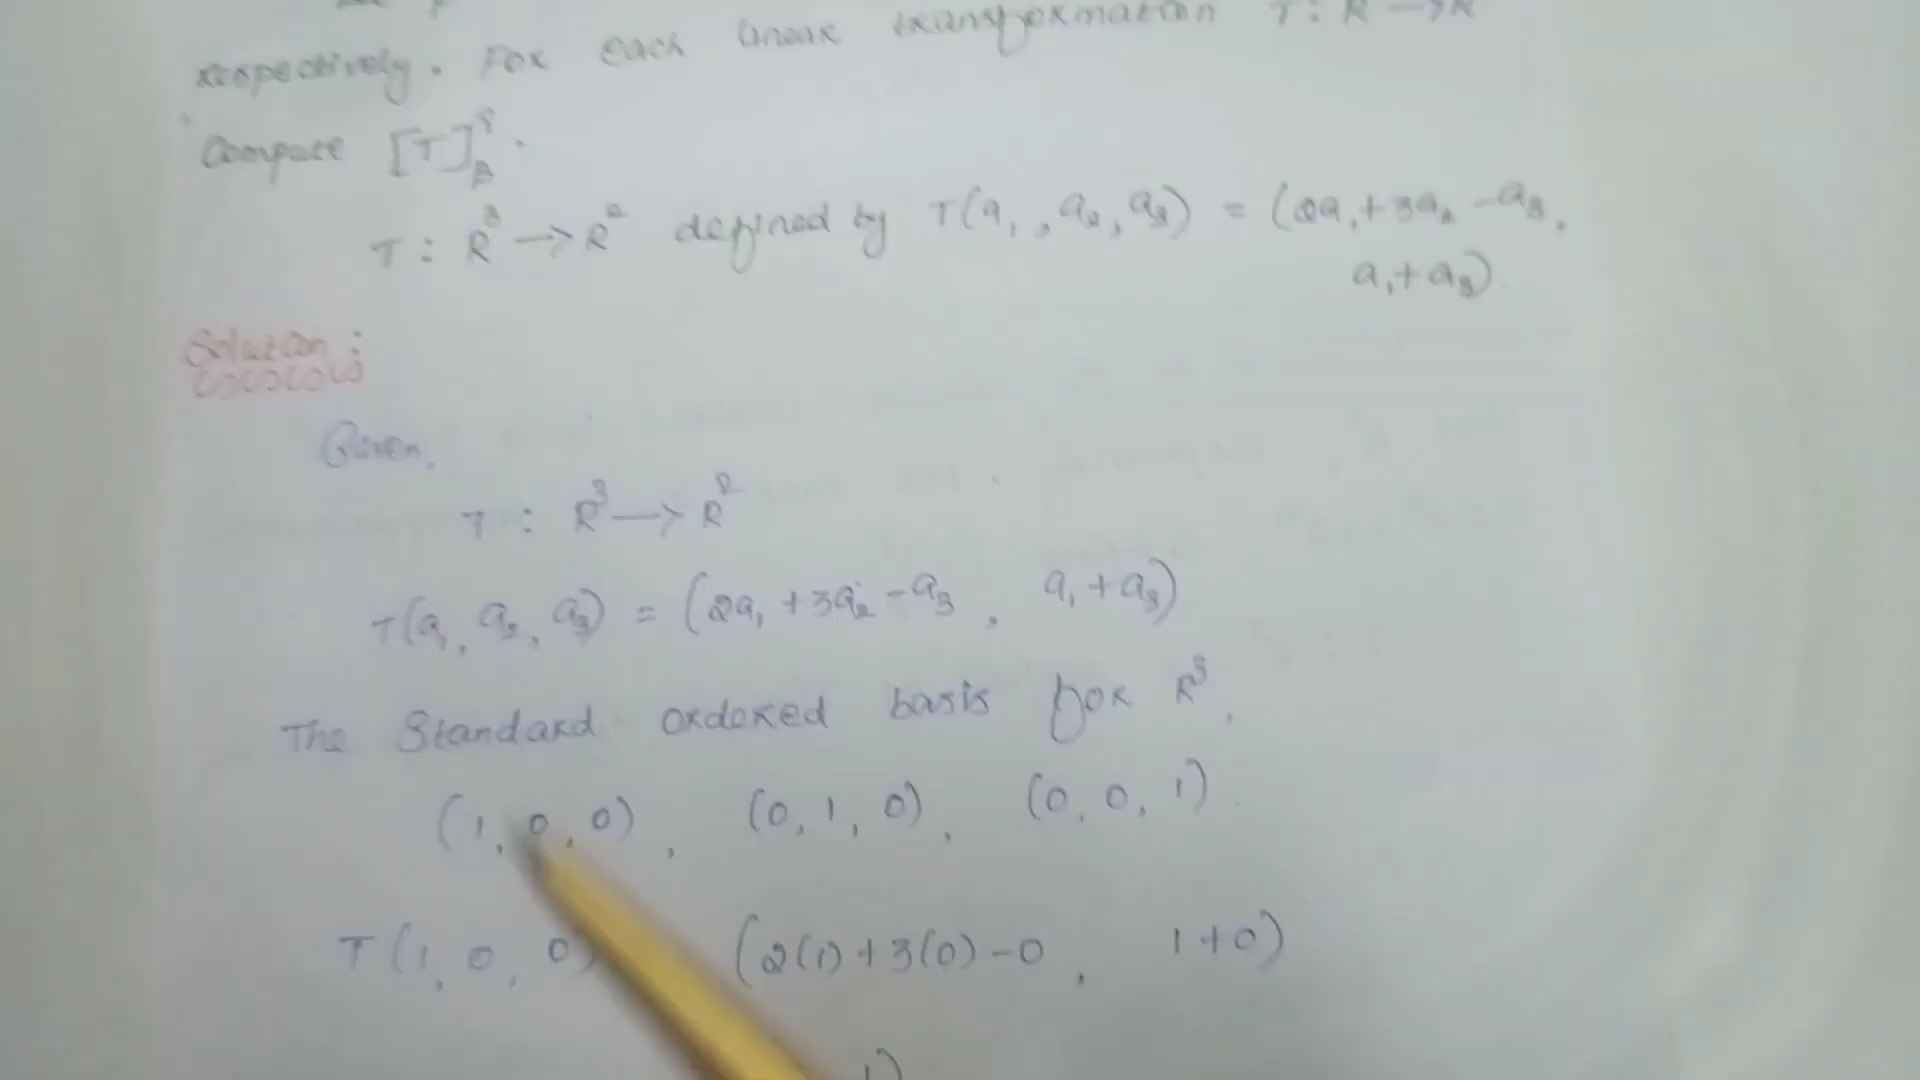 respectively. For each linear transformation T : R → R
Compute [T]ᵞ_β.
T : R³ → R² defined by T(a₁, a₂, a₃) = (2a₁ + 3a₂ - a₃,
a₁ + a₃)
Solution :
Given,
T : R³ → R²
T(a₁, a₂, a₃) = (2a₁ + 3a₂ - a₃, a₁ + a₃)
The Standard ordered basis for R³,
(1, 0, 0), (0, 1, 0), (0, 0, 1)
T(1, 0, 0) (2(1) + 3(0) - 0, 1 + 0)
1)